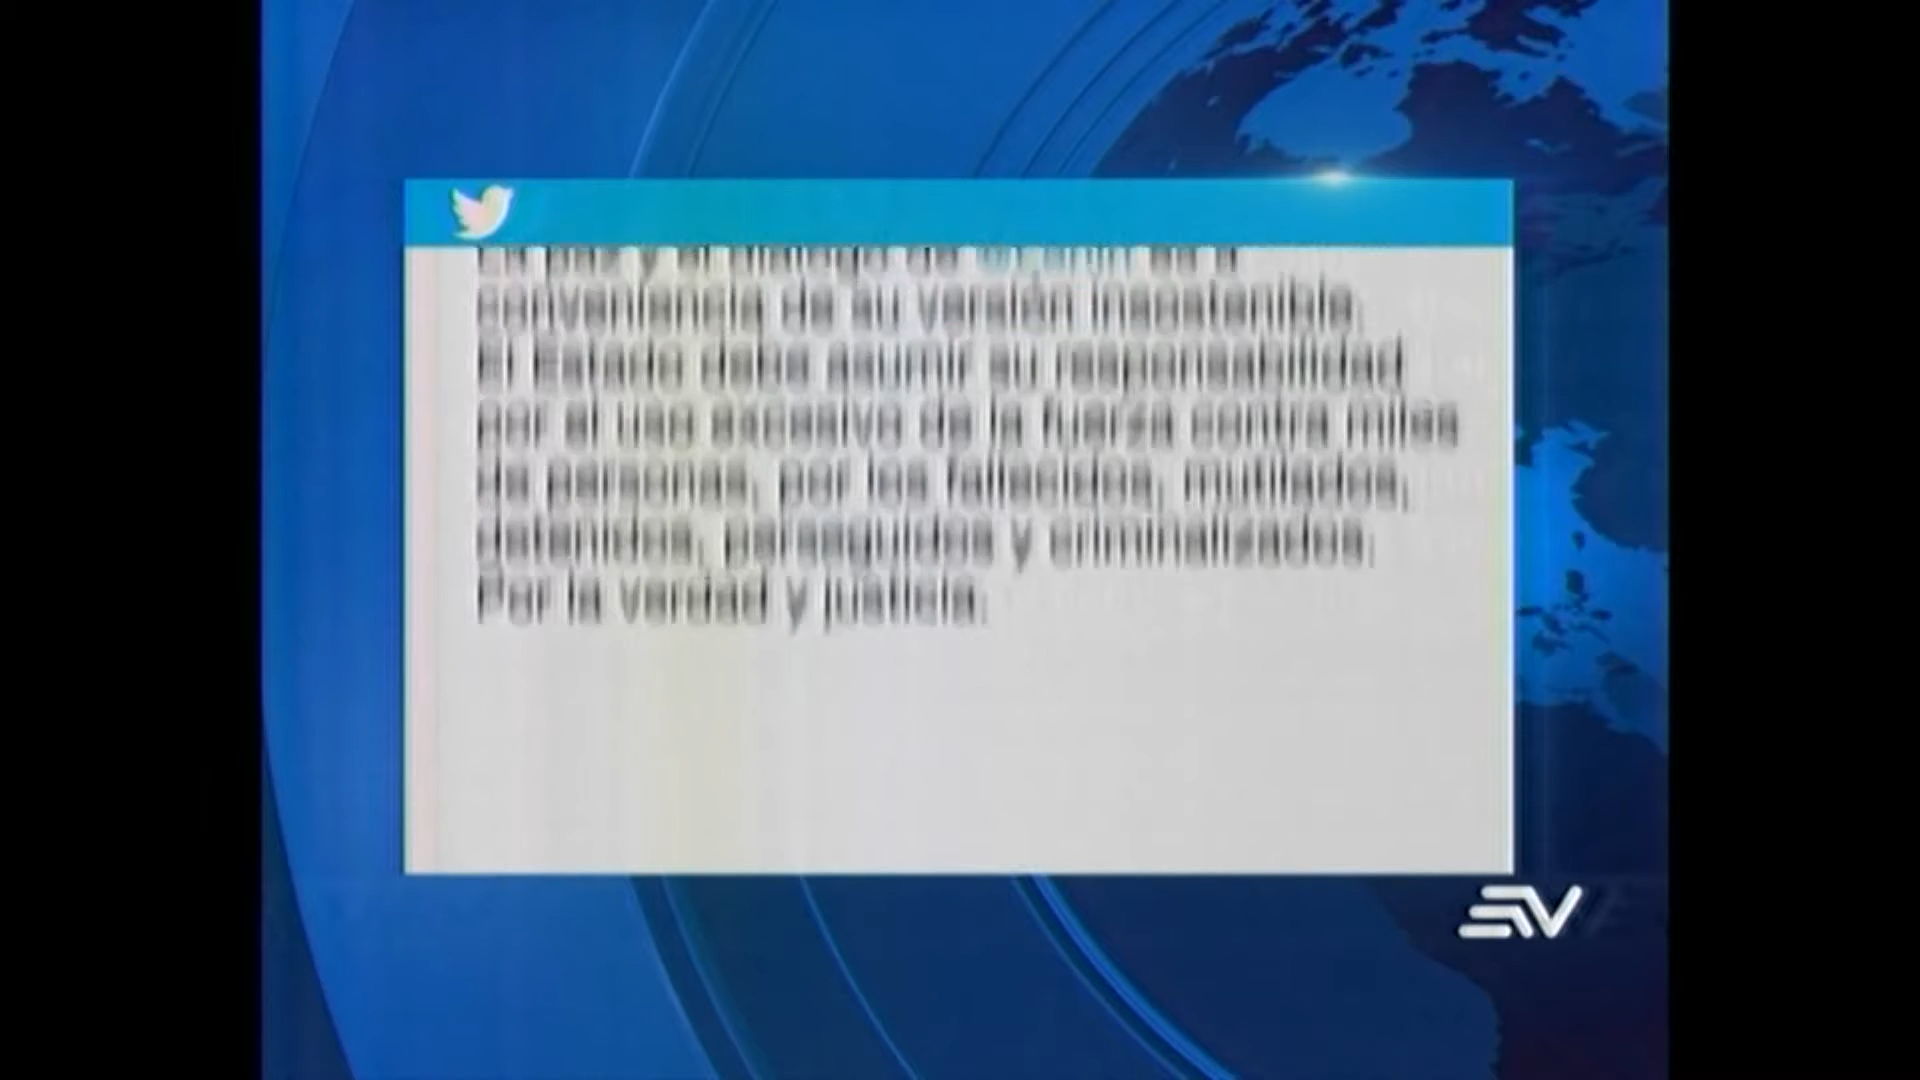 conveniencia de su versión insostenible.
El Estado debe asumir su responsabilidad
por el uso excesivo de la fuerza contra miles
de personas, por los fallecidos, mutilados,
detenidos, perseguidos y criminalizados.
Por la verdad y justicia.